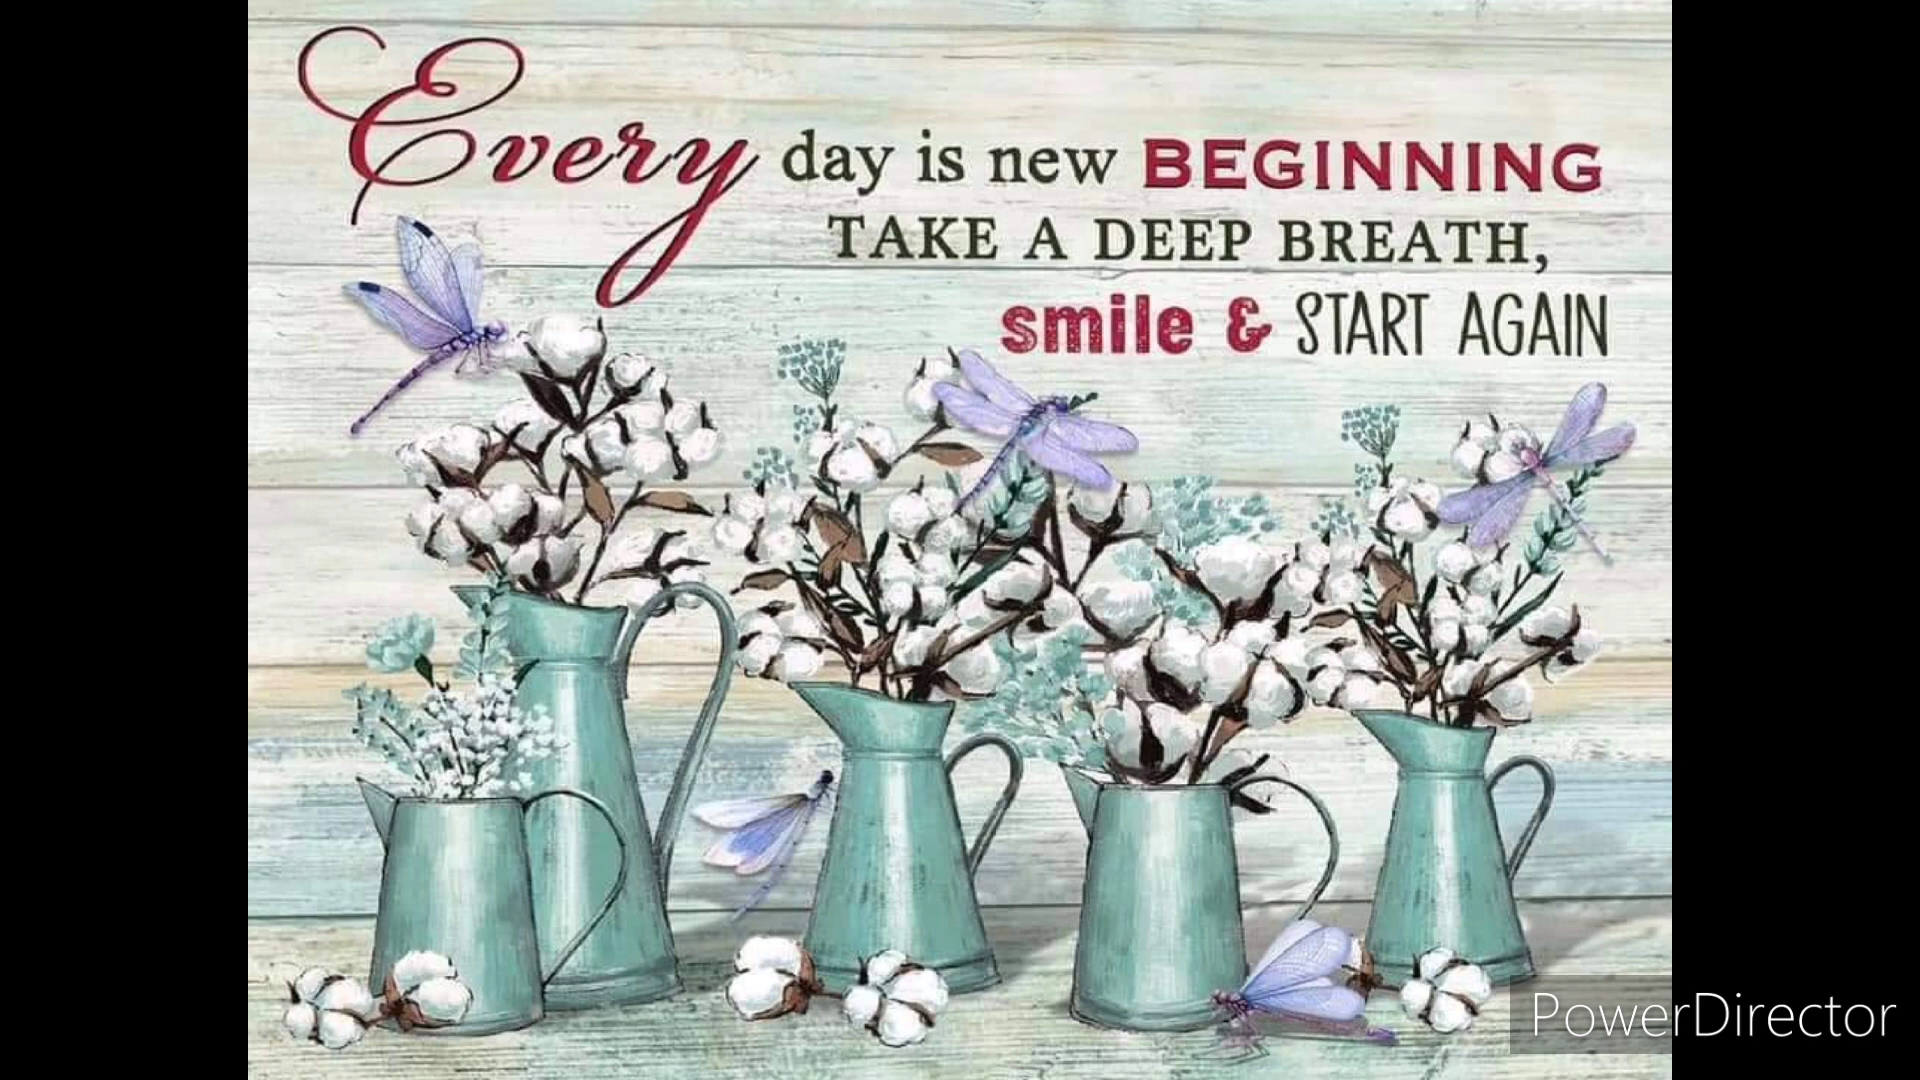 Every day is new BEGINNING
TAKE A DEEP BREATH,
smile & START AGAIN
PowerDirector